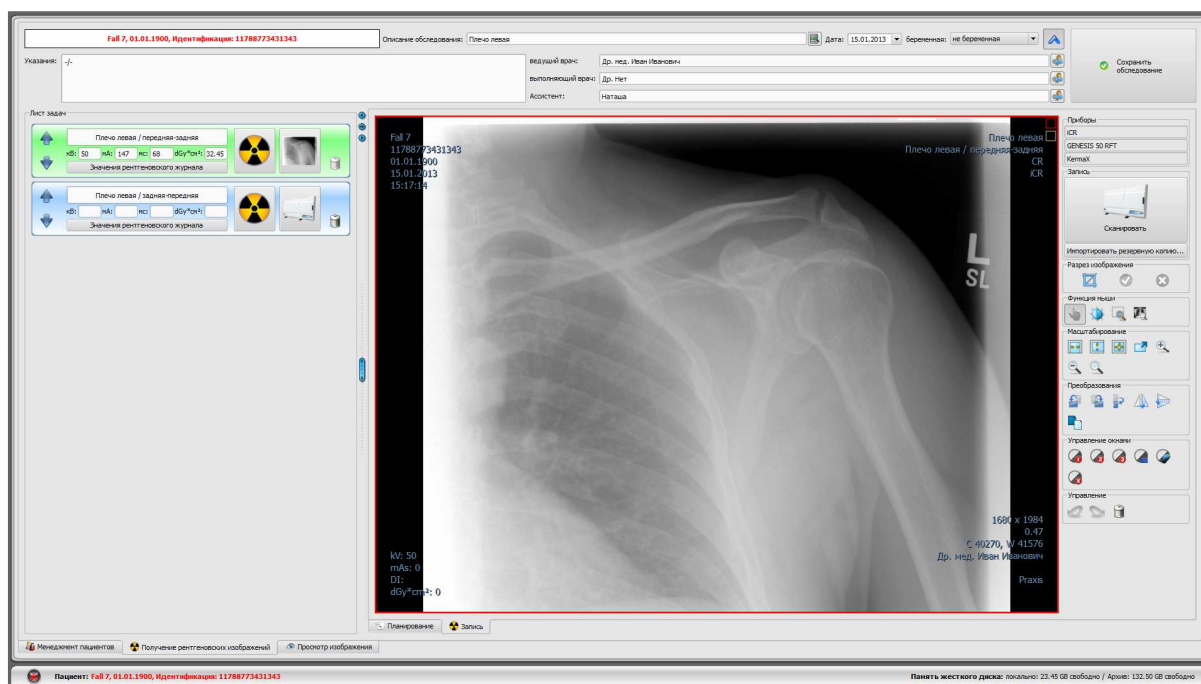 Fall 7, 01.01.1900, Идентификация: 11788773431343
Описание обследования: Плечо левая
Дата: 15.01.2013
беременная: не беременная
Сохранить обследование
Указания: -/-
ведущий врач: Др. мед. Иван Иванович
выполняющий врач: Др. Нет
Ассистент: Наташа
Лист задач
Плечо левая / передняя-задняя
кВ: 50 мА: 147 мс: 68 dGy*cm²: 32.45
Значения рентгеновского журнала
Плечо левая / задняя-передняя
кВ: мА: мс: dGy*cm²:
Значения рентгеновского журнала
Fall 7
11788773431343
01.01.1900
15.01.2013
15:17:14
Плечо левая
Плечо левая / передняя-задняя
CR
iCR
L
SL
kV: 50
mAs: 0
DI:
dGy*cm²: 0
1680 x 1984
0.47
C 40270, W 41576
Др. мед. Иван Иванович
Praxis
Приборы
iCR
GENESIS 50 RFT
KermaX
Запись
Сканировать
Импортировать резервную копию...
Разрез изображения
Функция мыши
Масштабирование
Преобразования
Управление окнами
Управление
Планирование
Запись
Менеджмент пациентов
Получение рентгеновских изображений
Просмотр изображения
Пациент: Fall 7, 01.01.1900, Идентификация: 11788773431343
Память жесткого диска: локально: 23.45 GB свободно / Архив: 132.50 GB свободно